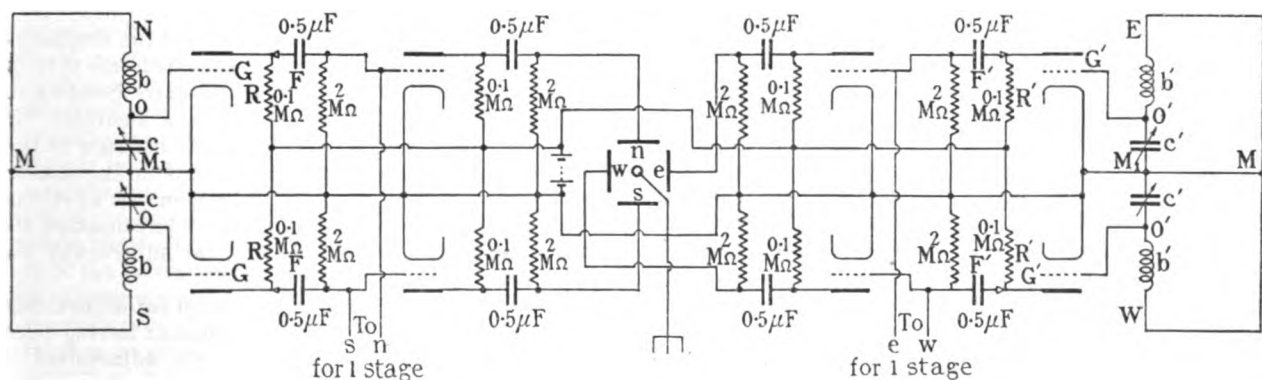 N 0·5μF 0·5μF 0·5μF 0·5μF E
b G F G' F' b'
o R 0·1 MΩ 2 MΩ 0·1 MΩ 2 MΩ 2 MΩ 0·1 MΩ 2 MΩ 0·1 MΩ R' o'
c c'
M M₁ n M₁ M
w e
c s c'
o R 0·1 MΩ 2 MΩ 0·1 MΩ 2 MΩ 2 MΩ 0·1 MΩ 2 MΩ 0·1 MΩ R' o'
b G F F' G' b'
S 0·5μF 0·5μF 0·5μF 0·5μF W
To To
s n e w
for 1 stage for 1 stage